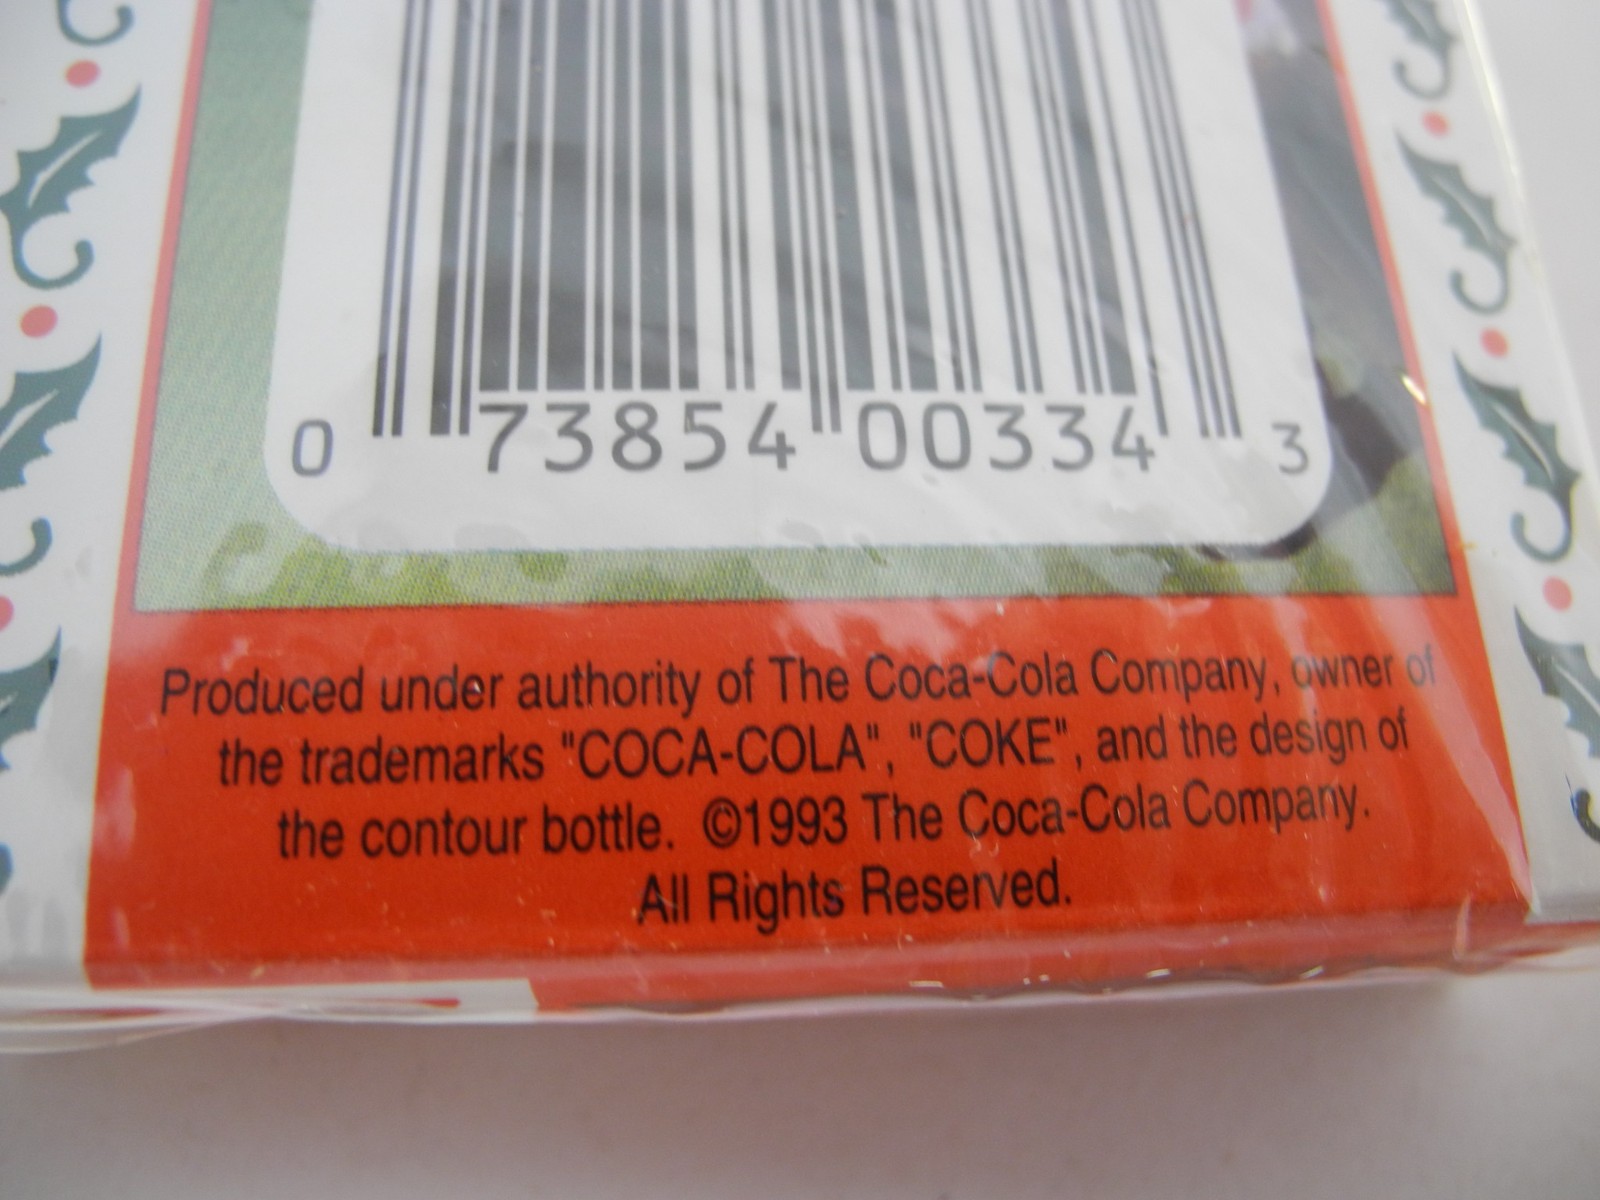 0 73854 00334 3
Produced under authority of The Coca-Cola Company, owner of
the trademarks "COCA-COLA", "COKE", and the design of
the contour bottle. ©1993 The Coca-Cola Company.
All Rights Reserved.